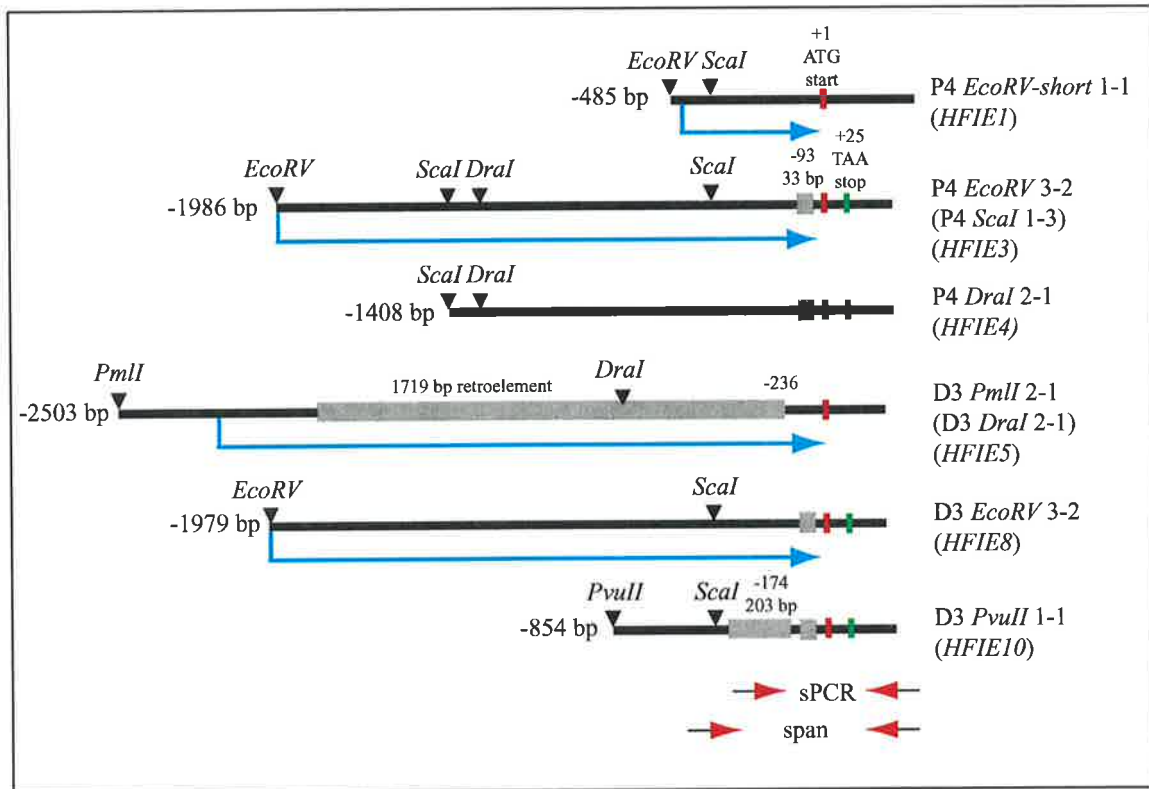 +1
ATG
start
EcoRV ScaI
-485 bp
P4 EcoRV-short 1-1
(HFIE1)
-93
33 bp
+25
TAA
stop
EcoRV
ScaI DraI
ScaI
-1986 bp
P4 EcoRV 3-2
(P4 ScaI 1-3)
(HFIE3)
ScaI DraI
-1408 bp
P4 DraI 2-1
(HFIE4)
PmlI
1719 bp retroelement
DraI
-236
-2503 bp
D3 PmlI 2-1
(D3 DraI 2-1)
(HFIE5)
EcoRV
ScaI
-1979 bp
D3 EcoRV 3-2
(HFIE8)
PvuII
ScaI
-174
203 bp
-854 bp
D3 PvuII 1-1
(HFIE10)
sPCR
span